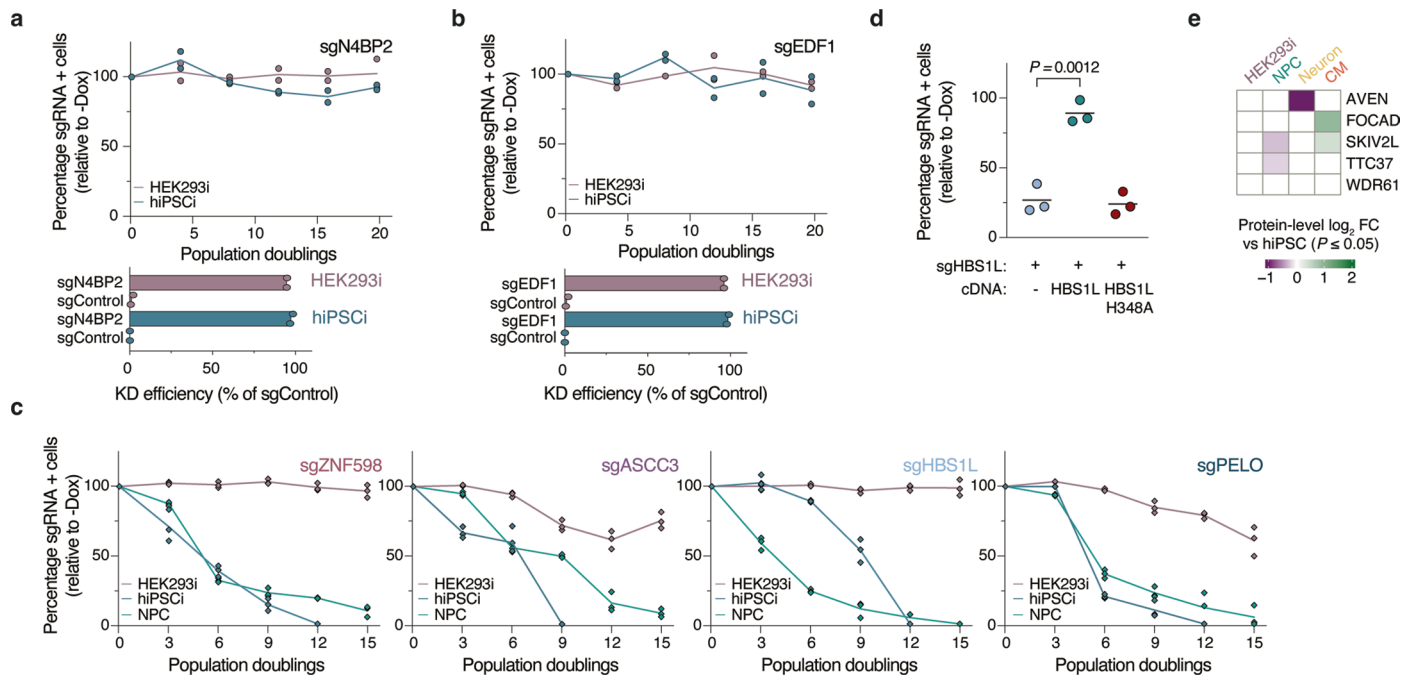 a
sgN4BP2
Percentage sgRNA + cells
(relative to -Dox)
100
50
0
HEK293i
hiPSCi
0 4 8 12 16 20
Population doublings
sgN4BP2
sgControl
sgN4BP2
sgControl
HEK293i
hiPSCi
0 50 100
KD efficiency (% of sgControl)
b
sgEDF1
Percentage sgRNA + cells
(relative to -Dox)
100
50
0
HEK293i
hiPSCi
0 4 8 12 16 20
Population doublings
sgEDF1
sgControl
sgEDF1
sgControl
HEK293i
hiPSCi
0 50 100
KD efficiency (% of sgControl)
d
P = 0.0012
Percentage sgRNA + cells
(relative to -Dox)
100
50
0
sgHBS1L: + + +
cDNA: - HBS1L HBS1L
H348A
e
HEK293i
NPC
Neuron
CM
AVEN
FOCAD
SKIV2L
TTC37
WDR61
Protein-level log2 FC
vs hiPSC (P ≤ 0.05)
−1 0 1 2
c
Percentage sgRNA + cells
(relative to -Dox)
sgZNF598
100
50
0
HEK293i
hiPSCi
NPC
0 3 6 9 12 15
Population doublings
sgASCC3
100
50
0
HEK293i
hiPSCi
NPC
0 3 6 9 12 15
Population doublings
sgHBS1L
100
50
0
HEK293i
hiPSCi
NPC
0 3 6 9 12 15
Population doublings
sgPELO
100
50
0
HEK293i
hiPSCi
NPC
0 3 6 9 12 15
Population doublings